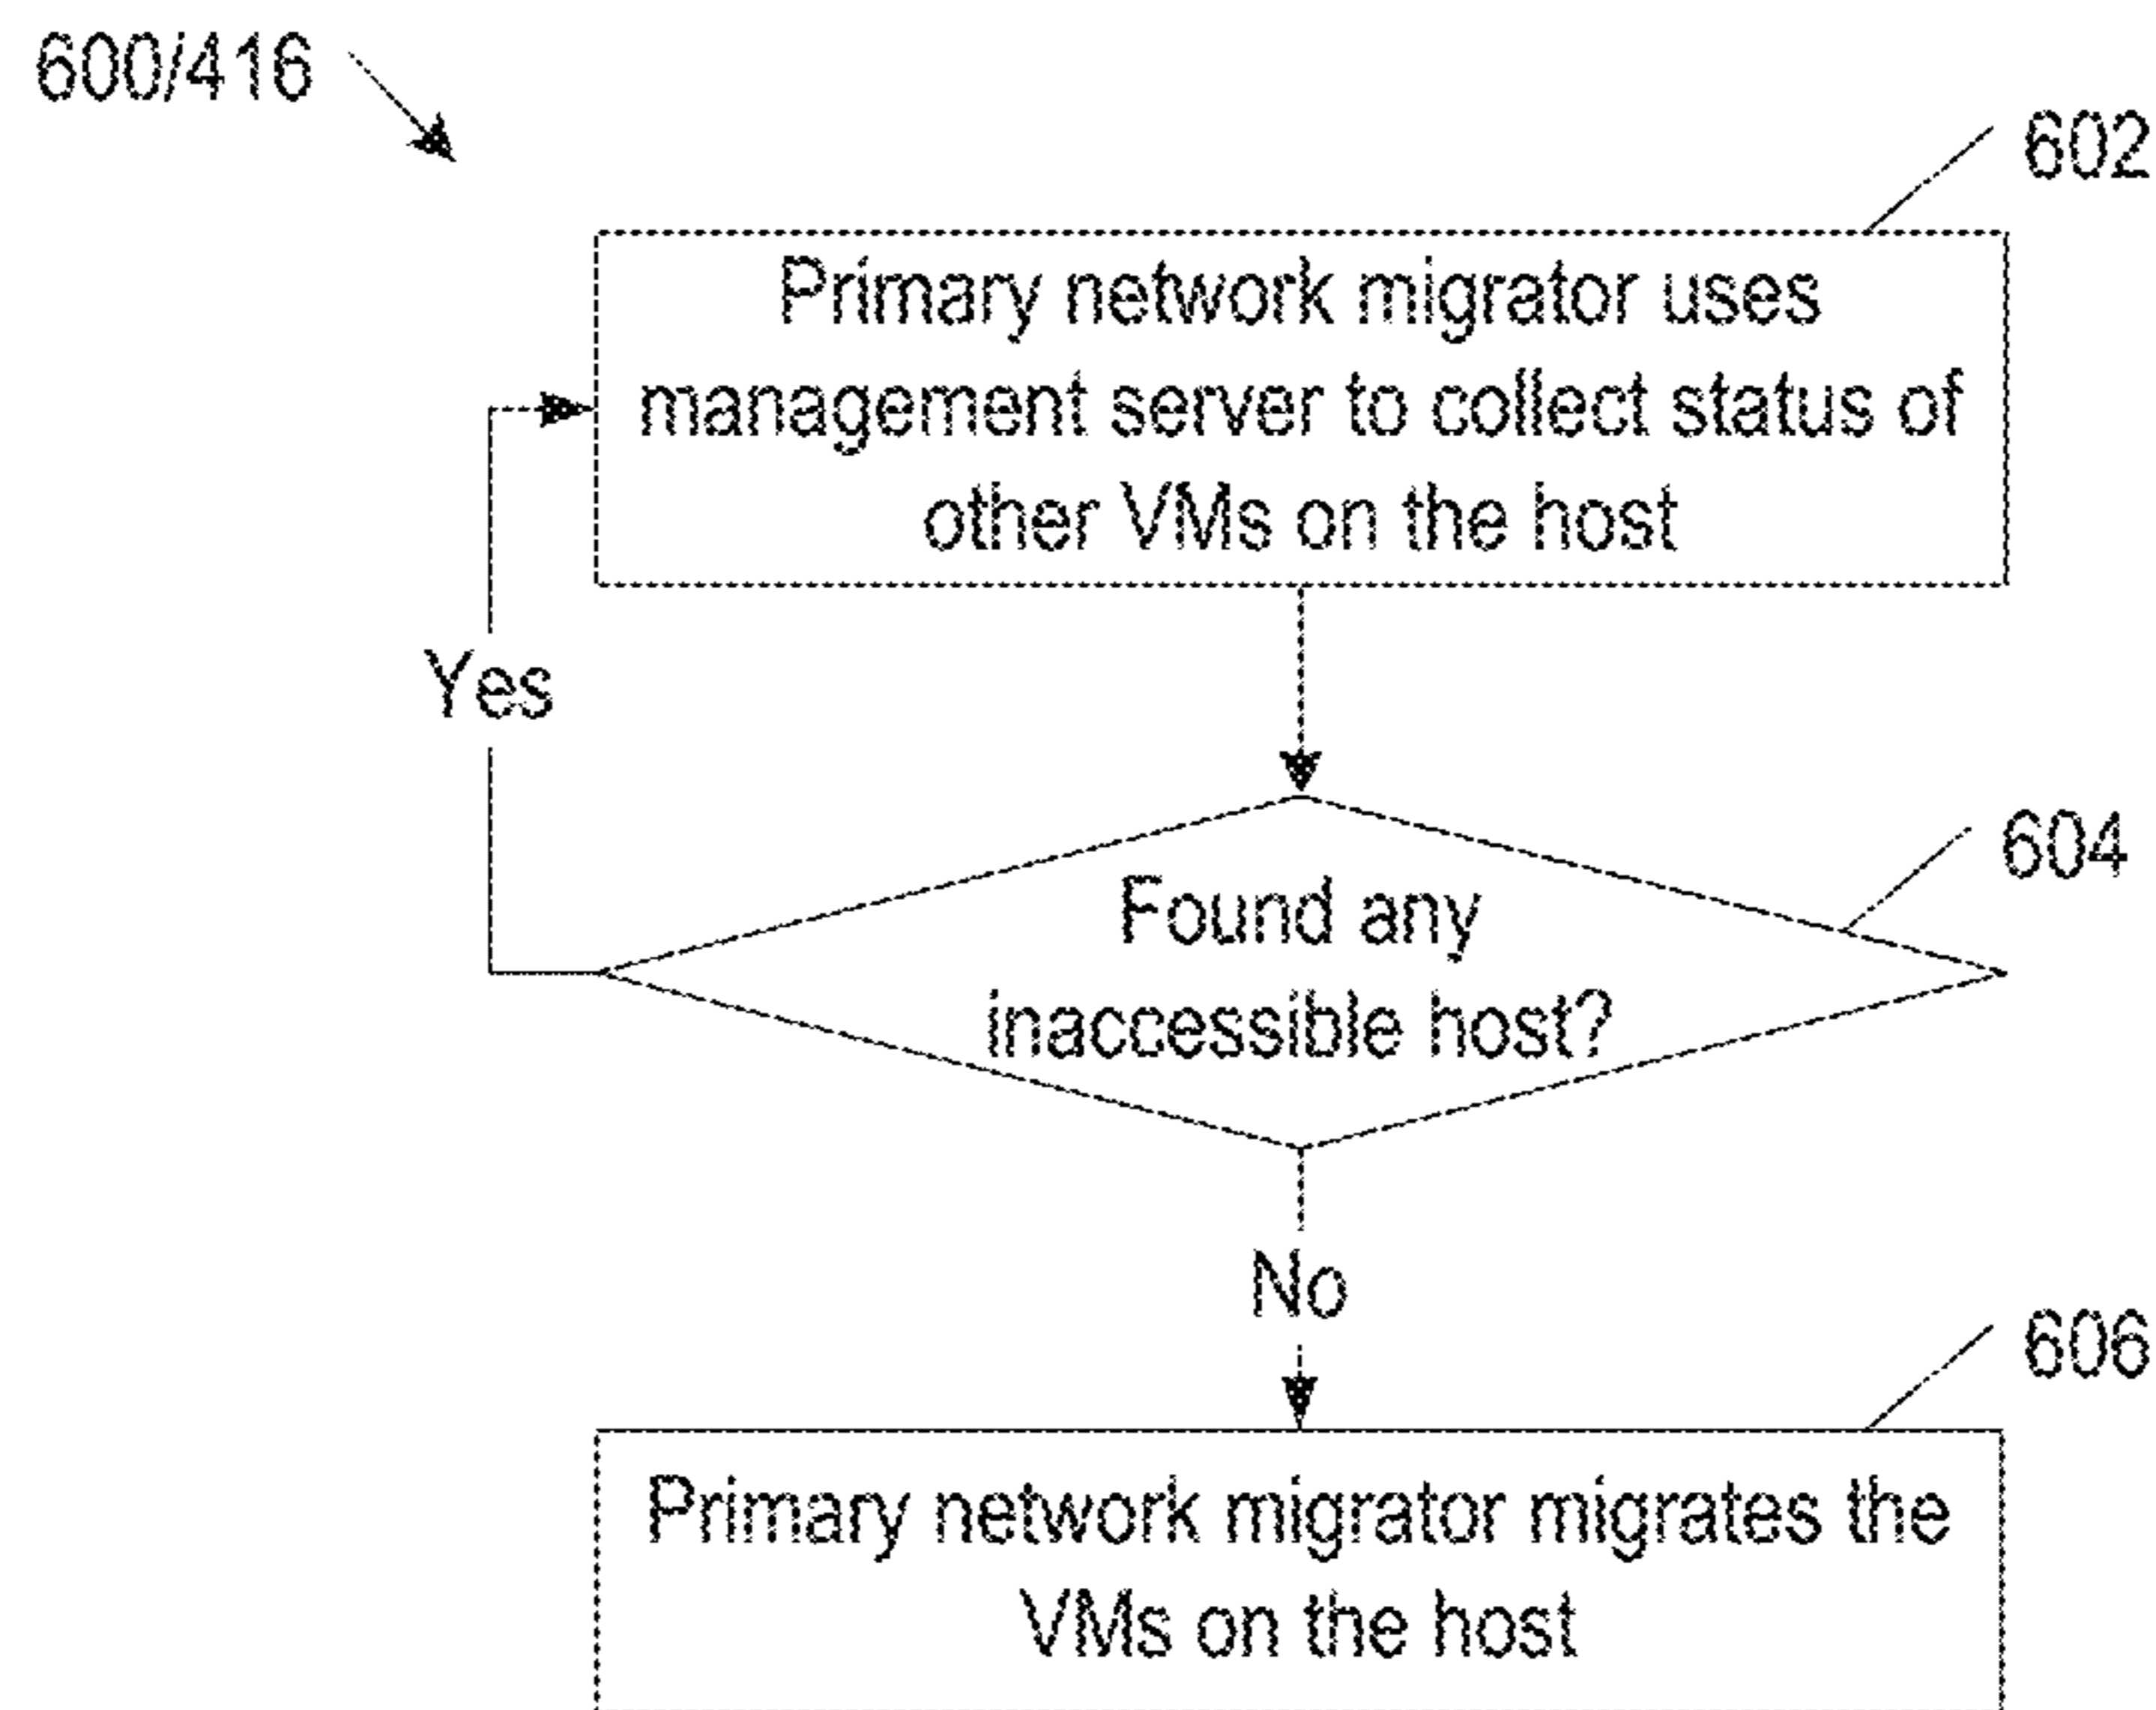 600/416
602
Primary network migrator uses
management server to collect status of
other VMs on the host
Yes
604
Found any
inaccessible host?
No
606
Primary network migrator migrates the
VMs on the host